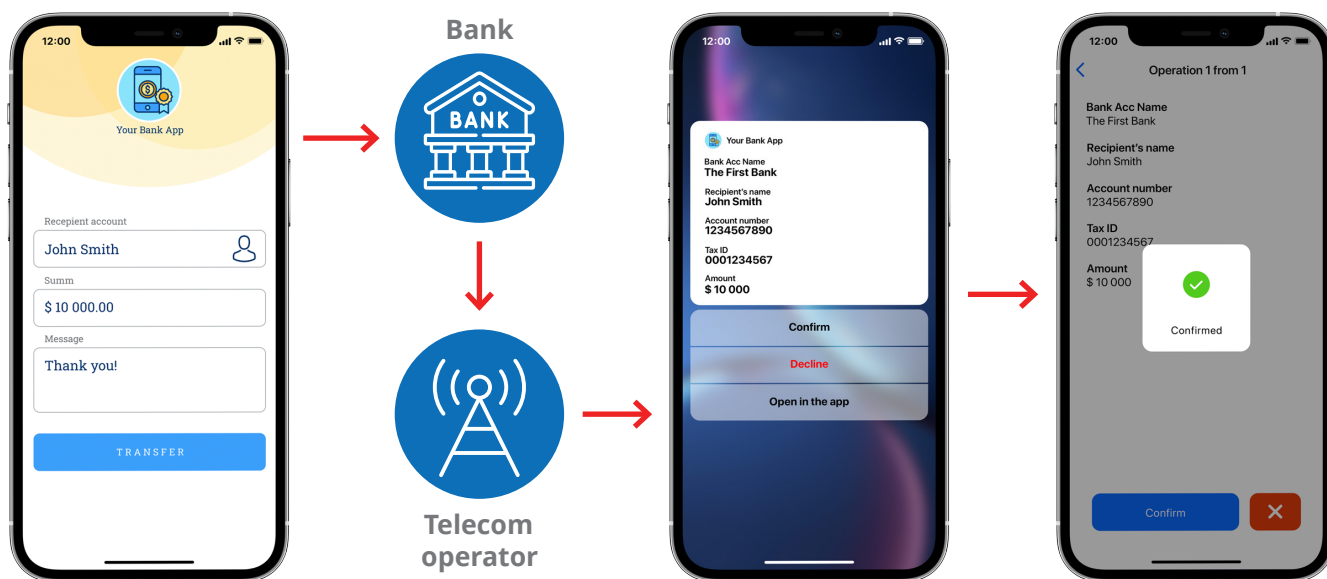 12:00
Your Bank App
Recepient account
John Smith
Summ
$ 10 000.00
Message
Thank you!
TRANSFER
Bank
BANK
Telecom
operator
12:00
Your Bank App
Bank Acc Name
The First Bank
Recipient's name
John Smith
Account number
1234567890
Tax ID
0001234567
Amount
$ 10 000
Confirm
Decline
Open in the app
12:00
Operation 1 from 1
Bank Acc Name
The First Bank
Recipient's name
John Smith
Account number
1234567890
Tax ID
0001234567
Amount
$ 10 000
Confirmed
Confirm